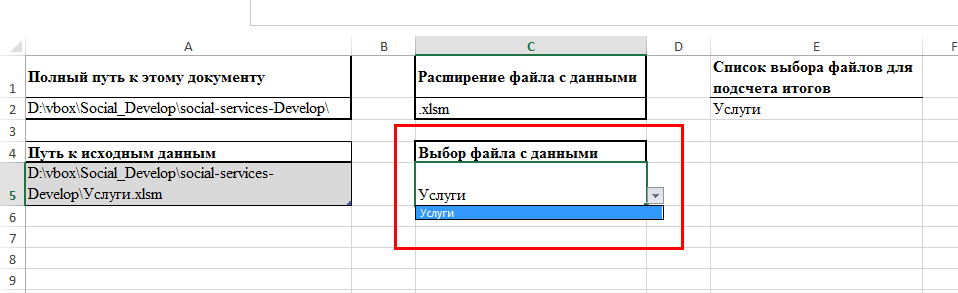 A B C D E F
1 Полный путь к этому документу Расширение файла с данными Список выбора файлов для
подсчета итогов
2 D:\vbox\Social_Develop\social-services-Develop\ .xlsm Услуги
3
4 Путь к исходным данным Выбор файла с данными
D:\vbox\Social_Develop\social-services-
5 Develop\Услуги.xlsm Услуги
6 Услуги
7
8
9